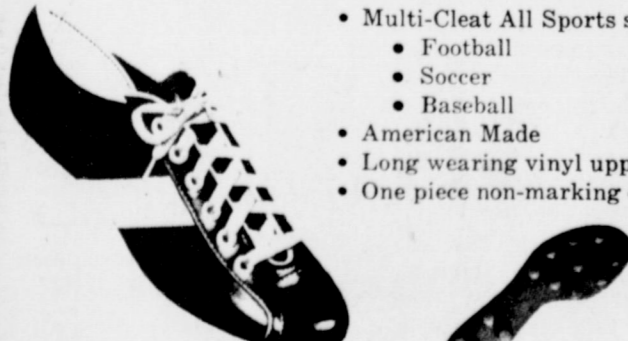 • Multi-Cleat All Sports
• Football
• Soccer
• Baseball
• American Made
• Long wearing vinyl
• One piece non-marking